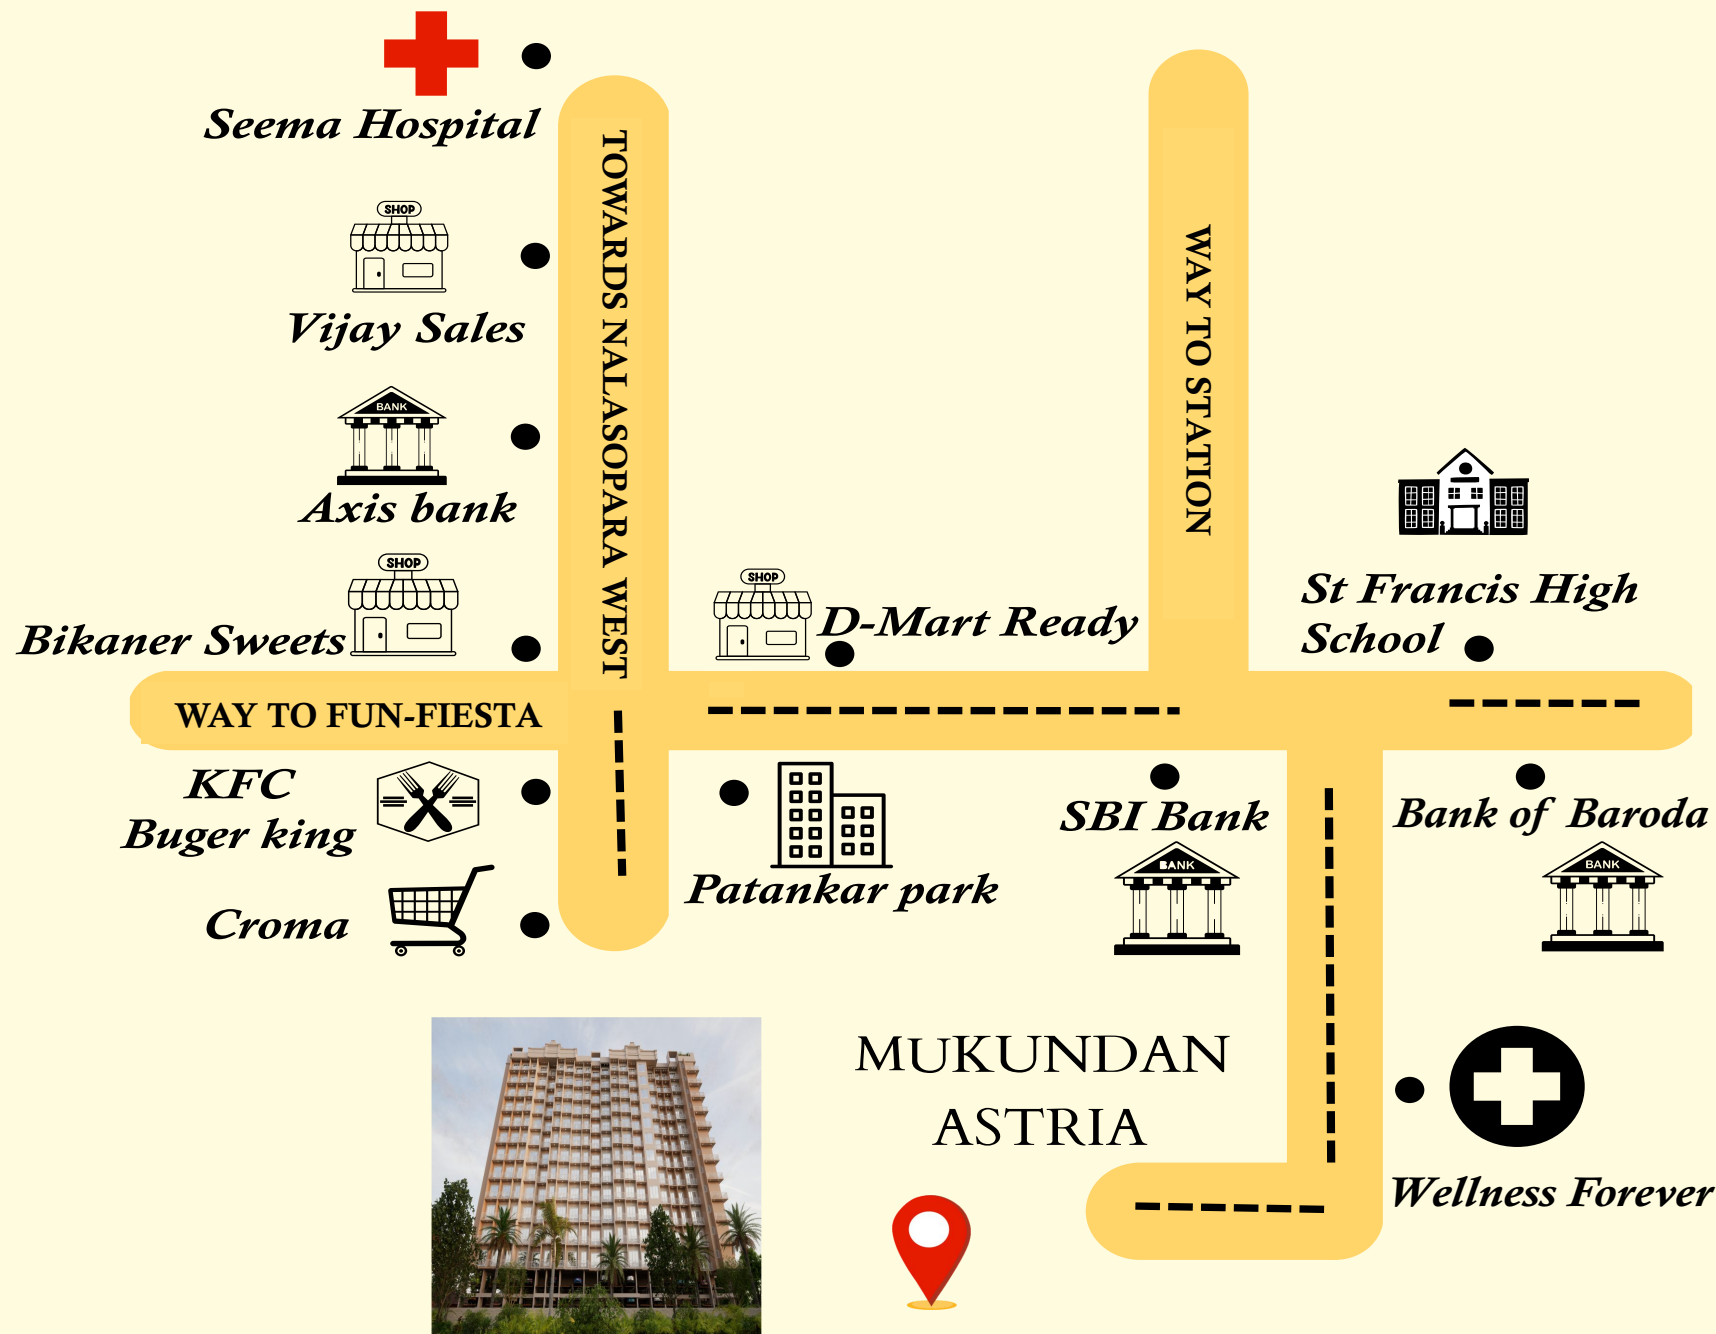 Seema Hospital
SHOP
Vijay Sales
BANK
Axis bank
SHOP
Bikaner Sweets
TOWARDS NALASOPARA WEST
WAY TO STATION
SHOP
D-Mart Ready
St Francis High
School
WAY TO FUN-FIESTA
KFC
Buger king
Croma
Patankar park
SBI Bank
BANK
Bank of Baroda
BANK
MUKUNDAN
ASTRIA
Wellness Forever